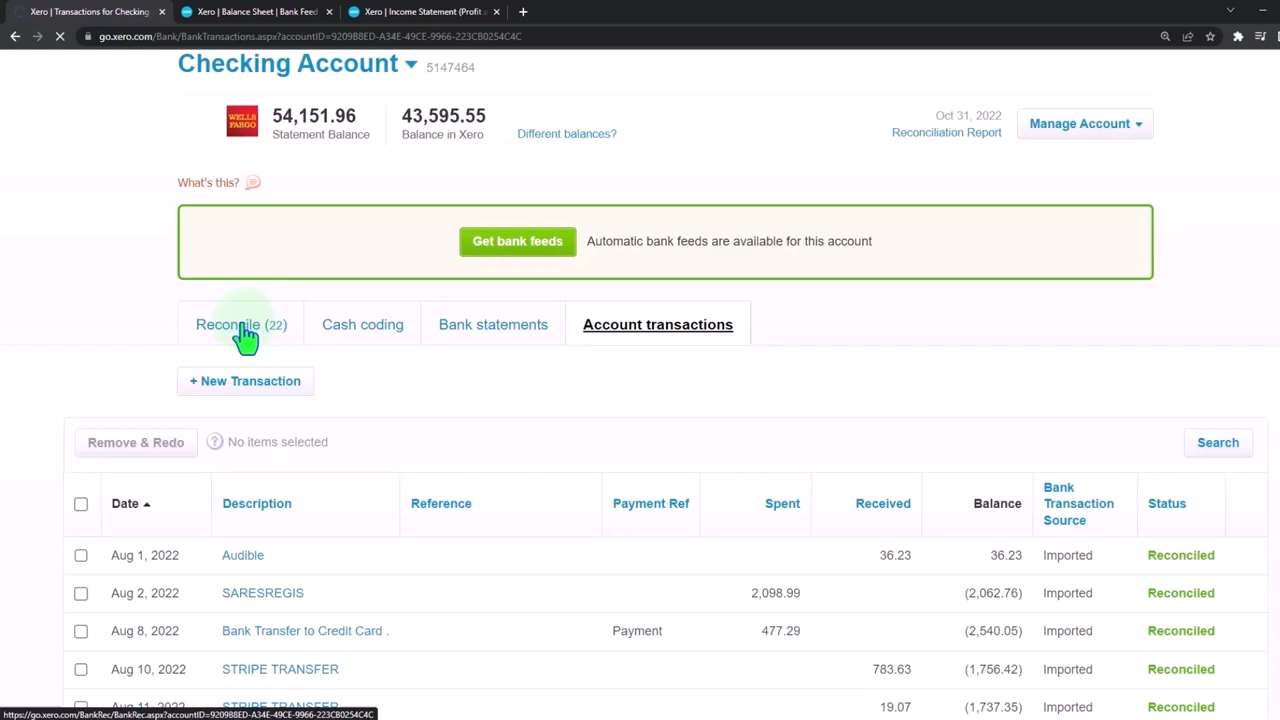 Xero | Transactions for Checking
Xero | Balance Sheet | Bank Feed
Xero | Income Statement (Profit a
go.xero.com/Bank/BankTransactions.aspx?accountID=920988ED-A34E-49CE-9966-223CB0254C4C
Checking Account 5147464
WELLS FARGO
54,151.96 43,595.55
Statement Balance Balance in Xero Different balances?
Oct 31, 2022
Reconciliation Report
Manage Account
What's this?
Get bank feeds Automatic bank feeds are available for this account
Reconcile (22) Cash coding Bank statements Account transactions
+ New Transaction
Remove & Redo ? No items selected Search
Date Description Reference Payment Ref Spent Received Balance Bank Transaction Source Status
Aug 1, 2022 Audible 36.23 36.23 Imported Reconciled
Aug 2, 2022 SARESREGIS 2,098.99 (2,062.76) Imported Reconciled
Aug 8, 2022 Bank Transfer to Credit Card . Payment 477.29 (2,540.05) Imported Reconciled
Aug 10, 2022 STRIPE TRANSFER 783.63 (1,756.42) Imported Reconciled
Aug 11, 2022 STRIPE TRANSFER 19.07 (1,737.35) Imported Reconciled
https://go.xero.com/BankRec/BankRec.aspx?accountID=920988ED-A34E-49CE-9966-223CB0254C4C